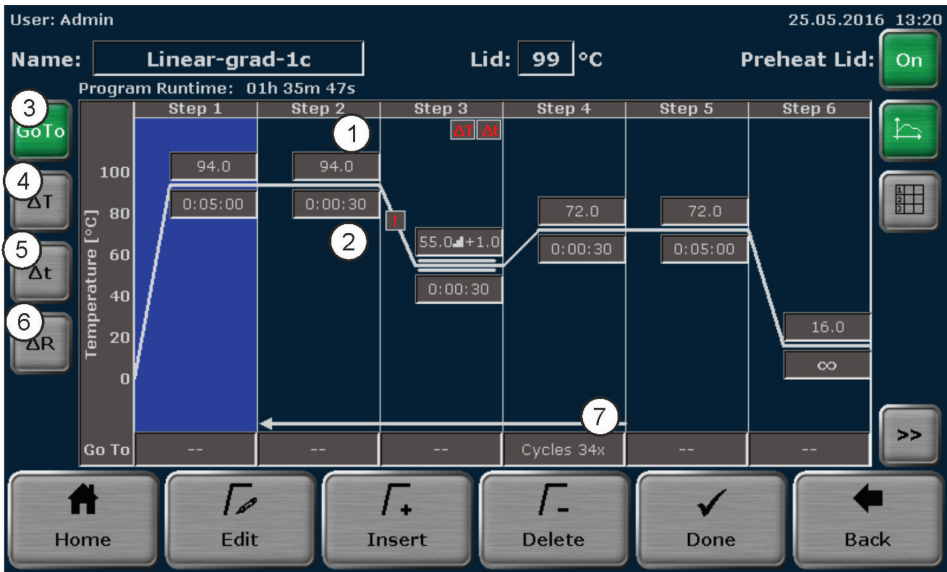 User: Admin 25.05.2016 13:20
Name: Linear-grad-1c Lid: 99 °C Preheat Lid: On
Program Runtime: 01h 35m 47s
Step 1 Step 2 Step 3 Step 4 Step 5 Step 6
3
GoTo
1
ΔT Δt
100
94.0 94.0
4
ΔT
0:05:00 0:00:30
80
!
72.0 72.0
2
55.0 +1.0
0:00:30 0:05:00
5
Δt
60
0:00:30
40
Temperature [°C]
6
ΔR
20
16.0
∞
0
7
>>
Go To -- -- -- Cycles 34x -- --
Home Edit Insert Delete Done Back